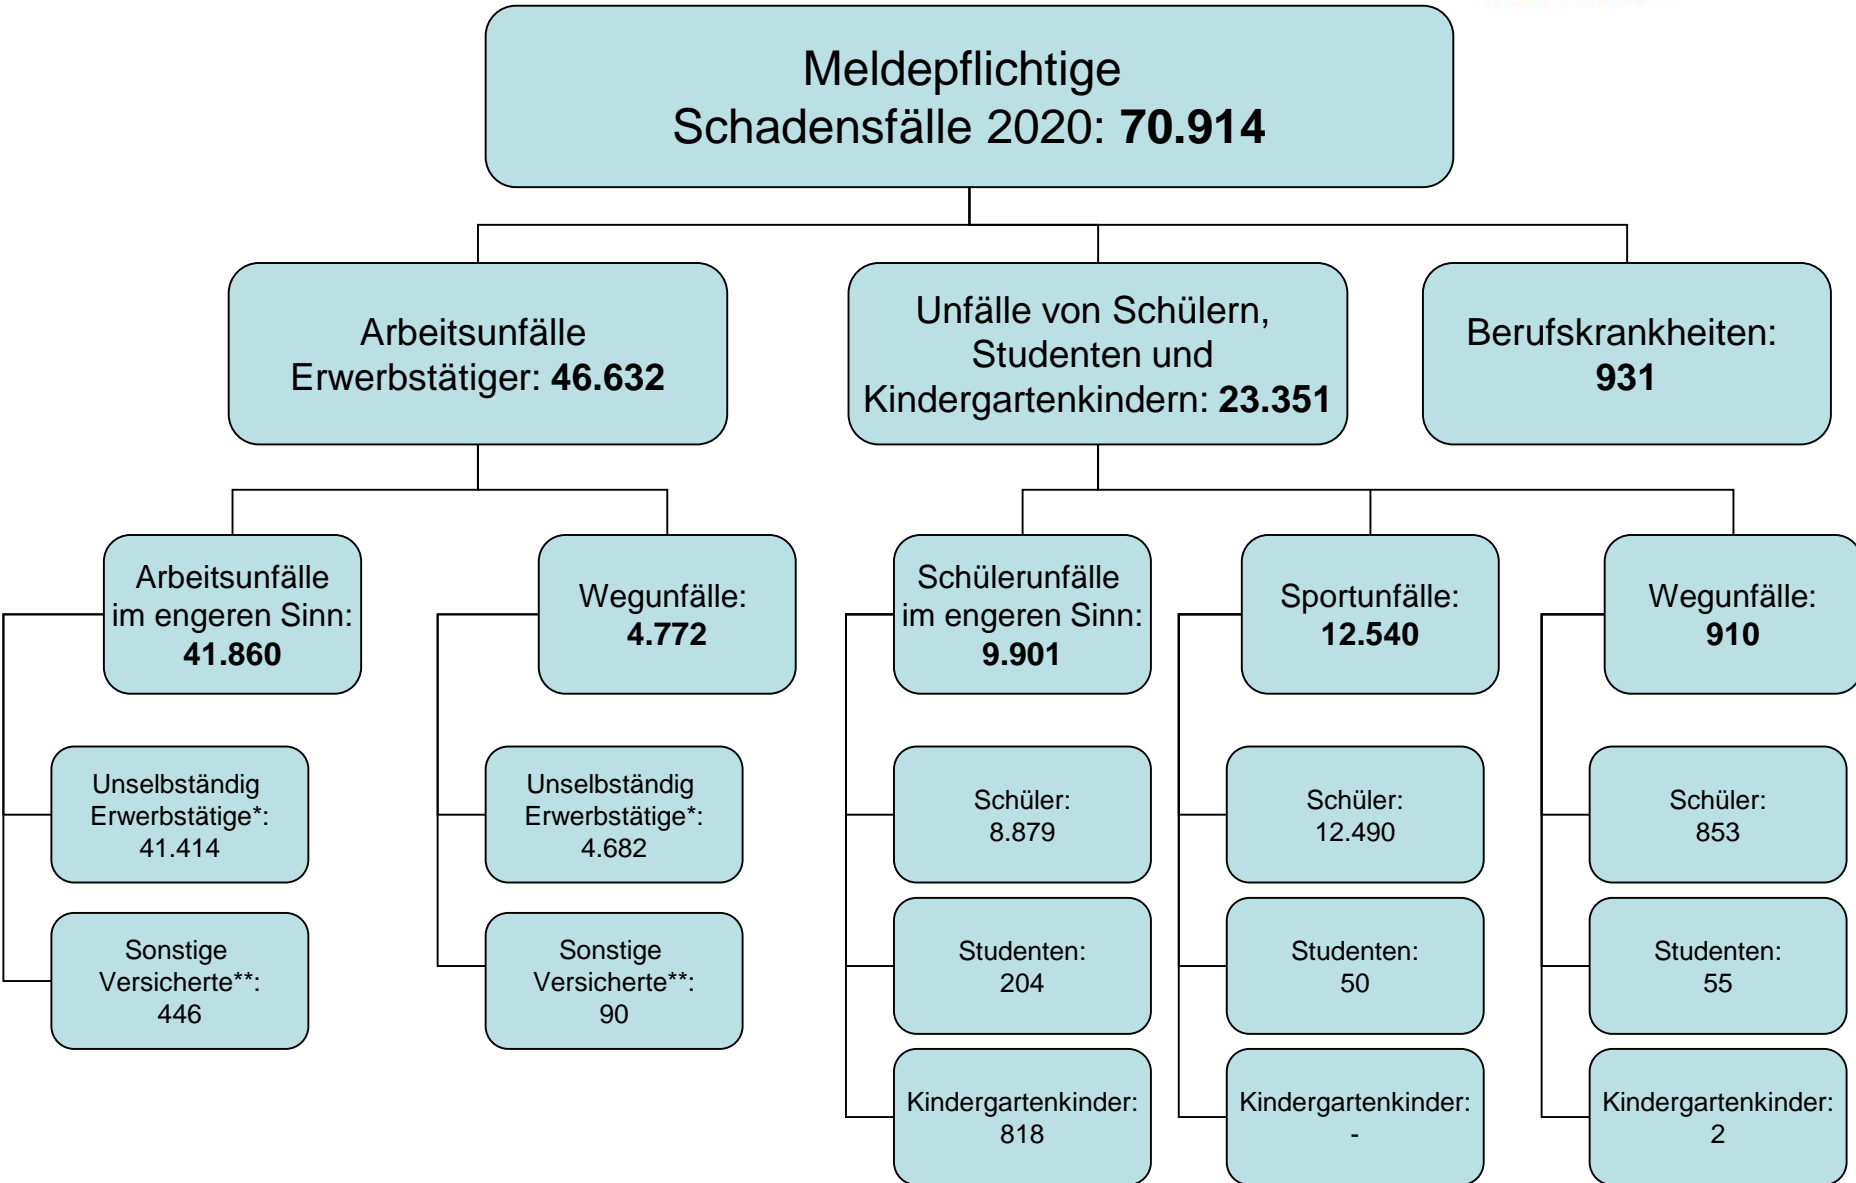 Meldepflichtige
Schadensfälle 2020: 70.914
Arbeitsunfälle
Erwerbstätiger: 46.632
Unfälle von Schülern,
Studenten und
Kindergartenkindern: 23.351
Berufskrankheiten:
931
Arbeitsunfälle
im engeren Sinn:
41.860
Wegunfälle:
4.772
Schülerunfälle
im engeren Sinn:
9.901
Sportunfälle:
12.540
Wegunfälle:
910
Unselbständig
Erwerbstätige*:
41.414
Unselbständig
Erwerbstätige*:
4.682
Schüler:
8.879
Schüler:
12.490
Schüler:
853
Sonstige
Versicherte**:
446
Sonstige
Versicherte**:
90
Studenten:
204
Studenten:
50
Studenten:
55
Kindergartenkinder:
818
Kindergartenkinder:
-
Kindergartenkinder:
2